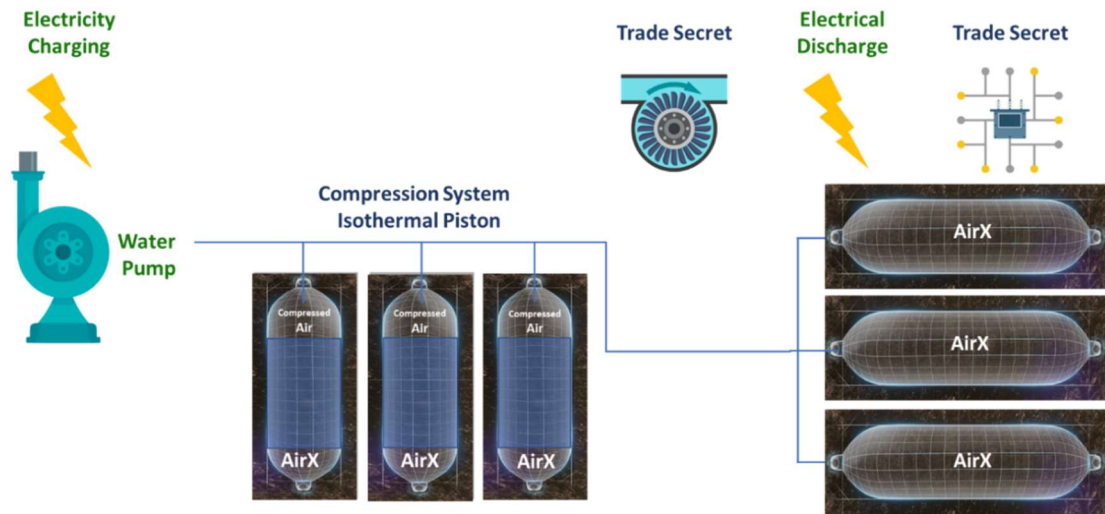 Electricity
Charging
Trade Secret
Electrical
Discharge
Trade Secret
Compression System
Isothermal Piston
Water
Pump
Compressed
Air
AirX
Compressed
Air
AirX
Compressed
Air
AirX
AirX
AirX
AirX